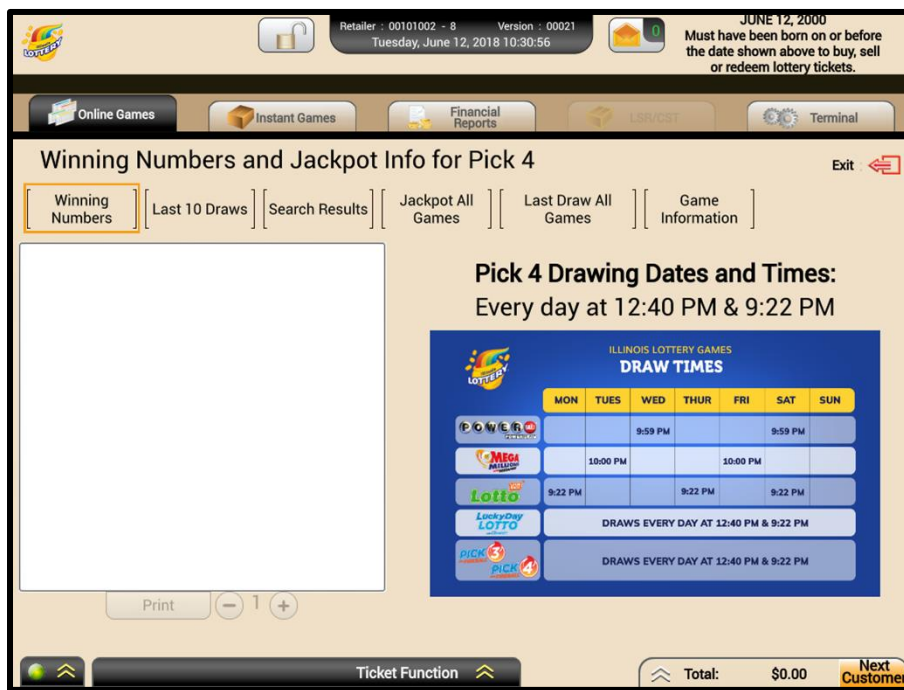 LOTTERY
Retailer : 00101002 - 8 Version : 00021
Tuesday, June 12, 2018 10:30:56
0
JUNE 12, 2000
Must have been born on or before
the date shown above to buy, sell
or redeem lottery tickets.
Online Games
Instant Games
Financial
Reports
LSR/CST
Terminal
Winning Numbers and Jackpot Info for Pick 4
Exit
Winning
Numbers
Last 10 Draws
Search Results
Jackpot All
Games
Last Draw All
Games
Game
Information
Pick 4 Drawing Dates and Times:
Every day at 12:40 PM & 9:22 PM
LOTTERY
ILLINOIS LOTTERY GAMES
DRAW TIMES
MON TUES WED THUR FRI SAT SUN
POWERBALL
9:59 PM 9:59 PM
MEGA
MILLIONS
10:00 PM 10:00 PM
Lotto
9:22 PM 9:22 PM 9:22 PM
LuckyDay
LOTTO
DRAWS EVERY DAY AT 12:40 PM & 9:22 PM
PICK 3
PICK 4
DRAWS EVERY DAY AT 12:40 PM & 9:22 PM
Print
1
Ticket Function
Total: $0.00
Next
Customer